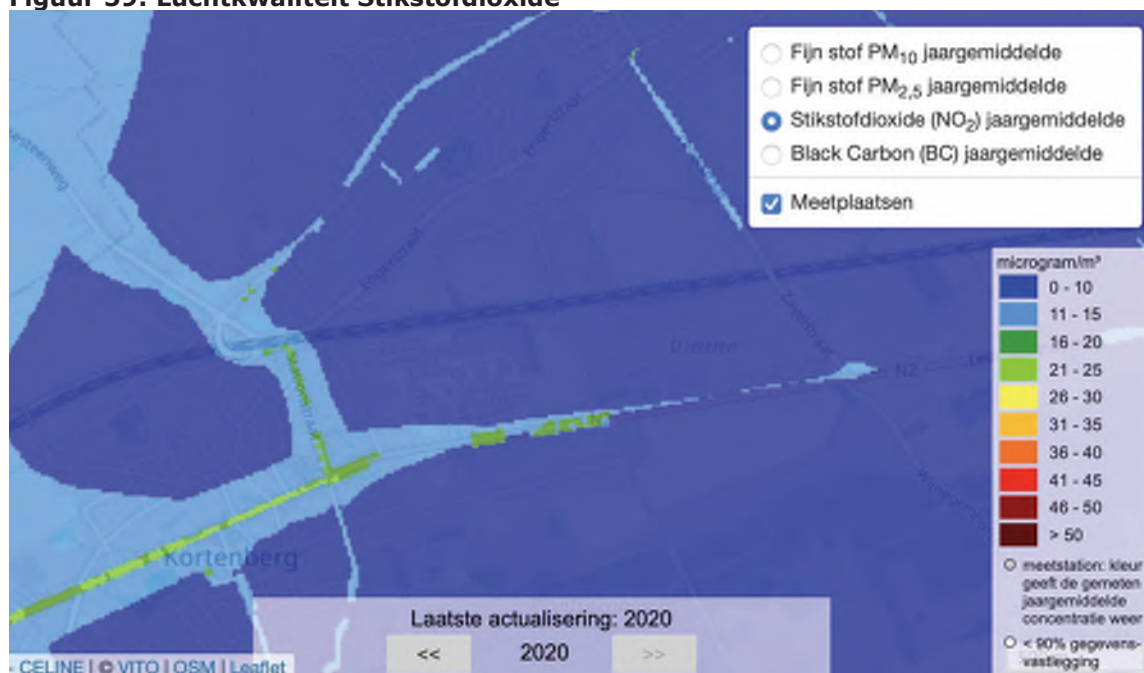 Figuur 39: Luchtkwaliteit Stikstofdioxide
Fijn stof PM10 jaargemiddelde
Fijn stof PM2,5 jaargemiddelde
Stikstofdioxide (NO2) jaargemiddelde
Black Carbon (BC) jaargemiddelde
Meetplaatsen
microgram/m³
0 - 10
11 - 15
16 - 20
21 - 25
26 - 30
31 - 35
36 - 40
41 - 45
46 - 50
> 50
meetstation: kleur
geeft de gemeten
jaargemiddelde
concentratie weer
< 90% gegevens-
vastlegging
N2
Kortenberg
Laatste actualisering: 2020
<< 2020 >>
CELINE | © VITO | OSM | Leaflet